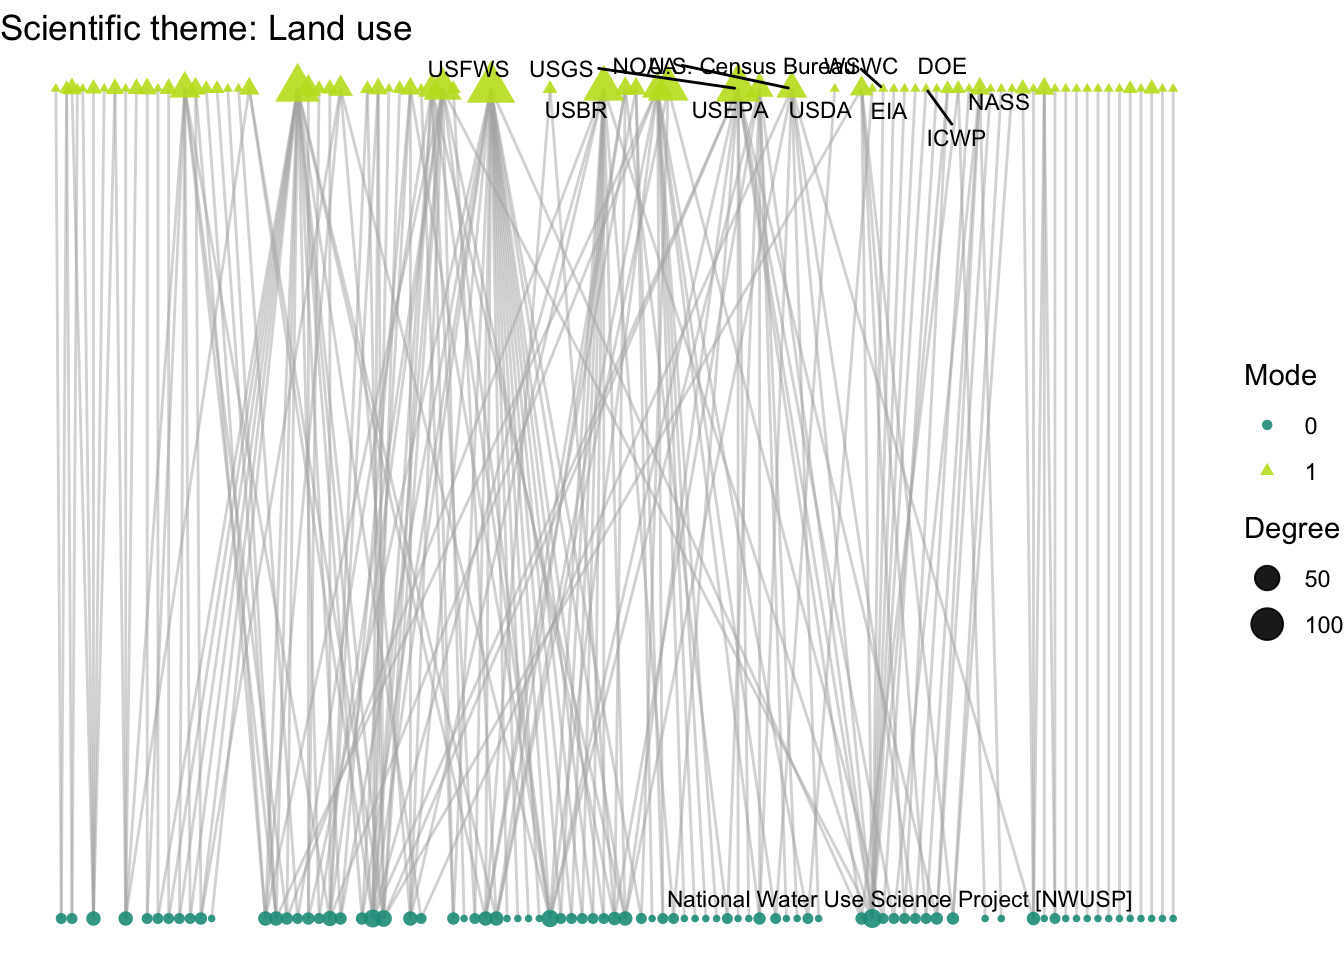 Scientific theme: Land use
USFWS USGS NOAA U.S. Census Bureau WSWC DOE
USBR USEPA USDA EIA NASS
ICWP
Mode
0
1
Degree
50
100
National Water Use Science Project [NWUSP]